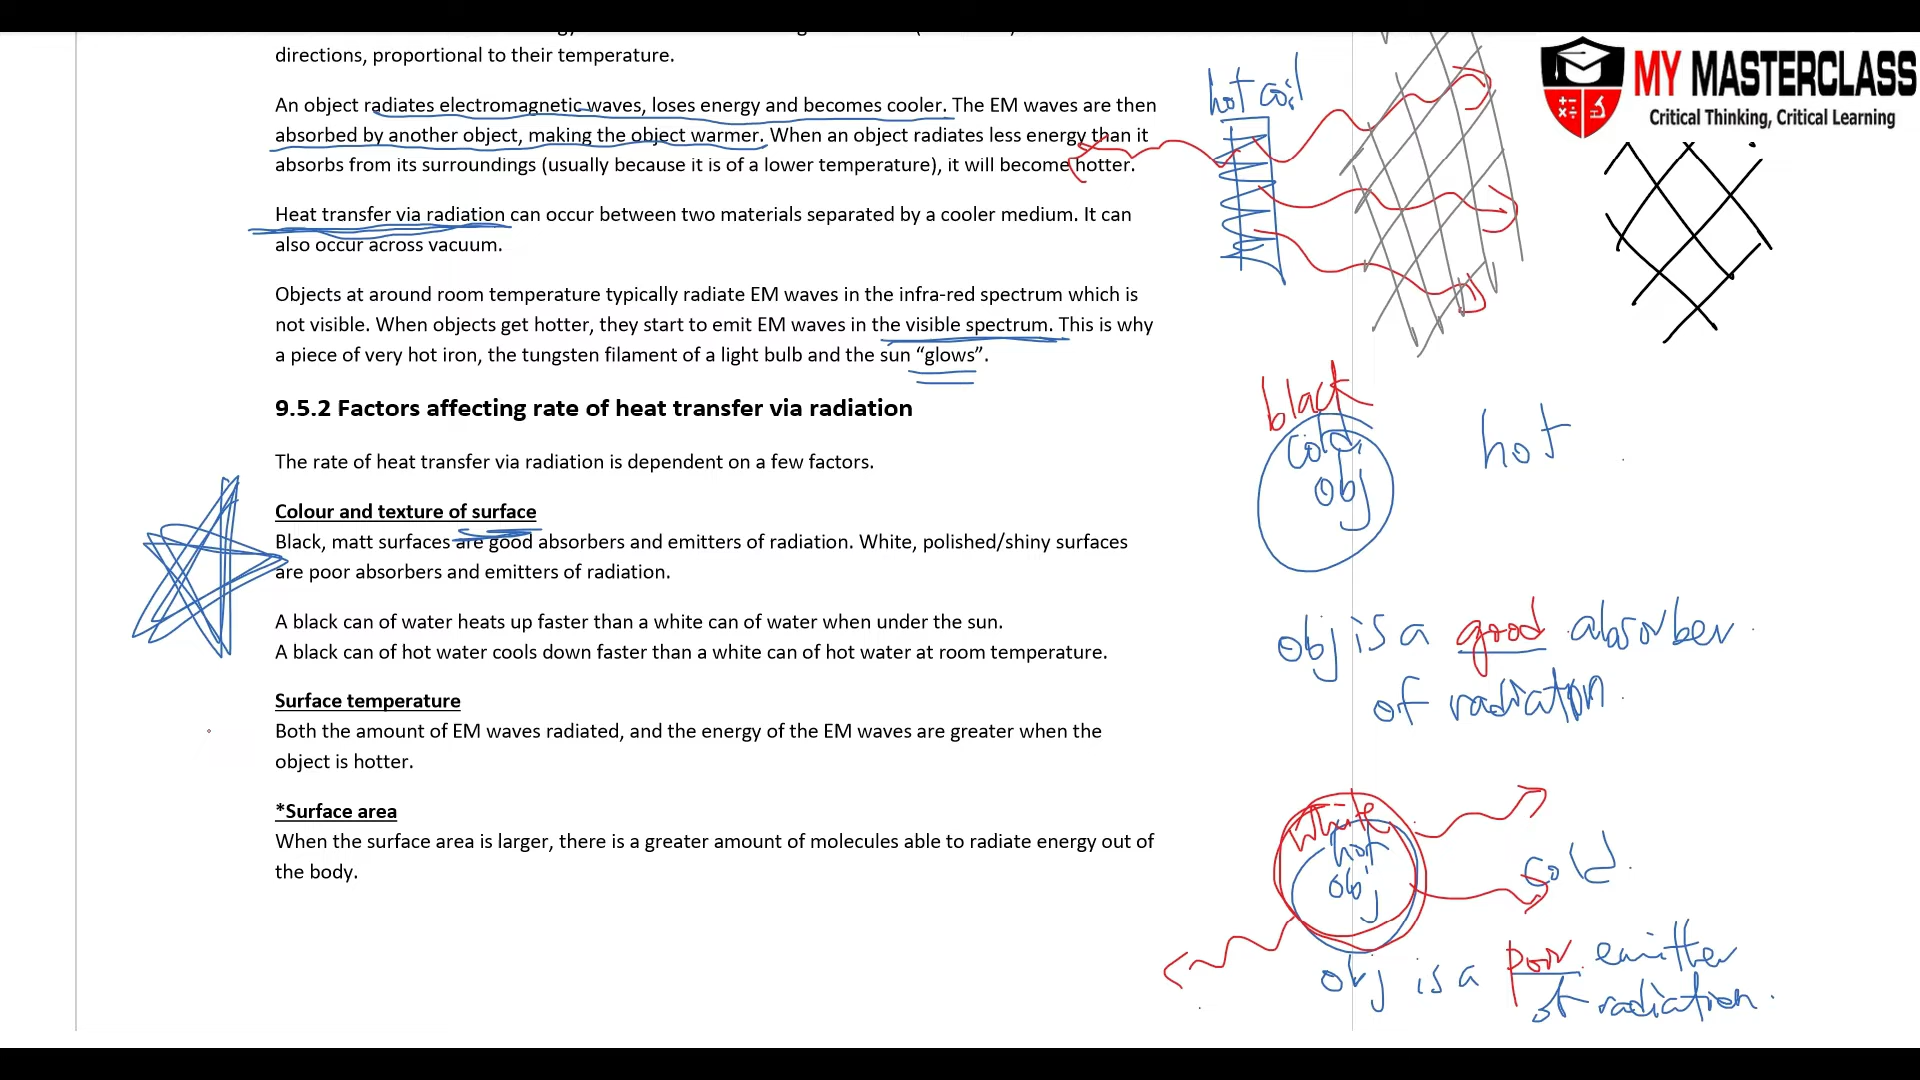 directions, proportional to their temperature.
An object radiates electromagnetic waves, loses energy and becomes cooler. The EM waves are then
absorbed by another object, making the object warmer. When an object radiates less energy than it
absorbs from its surroundings (usually because it is of a lower temperature), it will become hotter.
Heat transfer via radiation can occur between two materials separated by a cooler medium. It can
also occur across vacuum.
Objects at around room temperature typically radiate EM waves in the infra-red spectrum which is
not visible. When objects get hotter, they start to emit EM waves in the visible spectrum. This is why
a piece of very hot iron, the tungsten filament of a light bulb and the sun “glows”.
9.5.2 Factors affecting rate of heat transfer via radiation
The rate of heat transfer via radiation is dependent on a few factors.
Colour and texture of surface
Black, matt surfaces are good absorbers and emitters of radiation. White, polished/shiny surfaces
are poor absorbers and emitters of radiation.
A black can of water heats up faster than a white can of water when under the sun.
A black can of hot water cools down faster than a white can of hot water at room temperature.
Surface temperature
Both the amount of EM waves radiated, and the energy of the EM waves are greater when the
object is hotter.
*Surface area
When the surface area is larger, there is a greater amount of molecules able to radiate energy out of
the body.
hot coil
MY MASTERCLASS
Critical Thinking, Critical Learning
black
cold
obj
hot
obj is a good absorber
of radiation
white
hot
obj
cold
obj is a poor emitter
of radiation